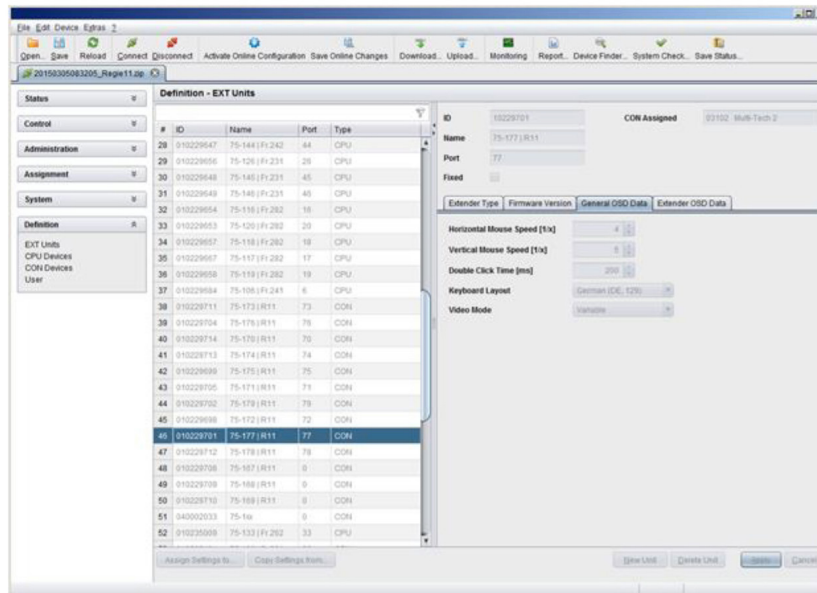 File Edit Device Extras ?
Open... Save Reload Connect Disconnect Activate Online Configuration Save Online Changes Download... Upload... Monitoring Report... Device Finder... System Check... Save Status...
20150305083205_Regie11.zip
Status
Control
Administration
Assignment
System
Definition
EXT Units
CPU Devices
CON Devices
User
Definition - EXT Units
# ID Name Port Type
28 010229647 75-144 | Fr.242 44 CPU
29 010229656 75-126 | Fr.231 26 CPU
30 010229648 75-145 | Fr.231 45 CPU
31 010229649 75-146 | Fr.231 46 CPU
32 010229654 75-116 | Fr.282 16 CPU
33 010229653 75-120 | Fr.282 20 CPU
34 010229657 75-118 | Fr.282 18 CPU
35 010229667 75-117 | Fr.282 17 CPU
36 010229658 75-119 | Fr.282 19 CPU
37 010229684 75-106 | Fr.241 6 CPU
38 010229711 75-173 | R11 73 CON
39 010229704 75-176 | R11 76 CON
40 010229714 75-170 | R11 70 CON
41 010229713 75-174 | R11 74 CON
42 010229699 75-175 | R11 75 CON
43 010229705 75-171 | R11 71 CON
44 010229702 75-179 | R11 79 CON
45 010229698 75-172 | R11 72 CON
46 010229701 75-177 | R11 77 CON
47 010229712 75-178 | R11 78 CON
48 010229708 75-167 | R11 0 CON
49 010229709 75-168 | R11 0 CON
50 010229710 75-169 | R11 0 CON
51 040002033 75-1xx 0 CON
52 010235009 75-133 | Fr.262 33 CPU
Assign Settings to... Copy Settings from...
ID 10229701 CON Assigned 03102 Multi-Tech 2
Name 75-177 | R11
Port 77
Fixed
Extender Type Firmware Version General OSD Data Extender OSD Data
Horizontal Mouse Speed [1/x] 4
Vertical Mouse Speed [1/x] 5
Double Click Time [ms] 200
Keyboard Layout German (DE, 129)
Video Mode Variable
New Unit Delete Unit Apply Cancel